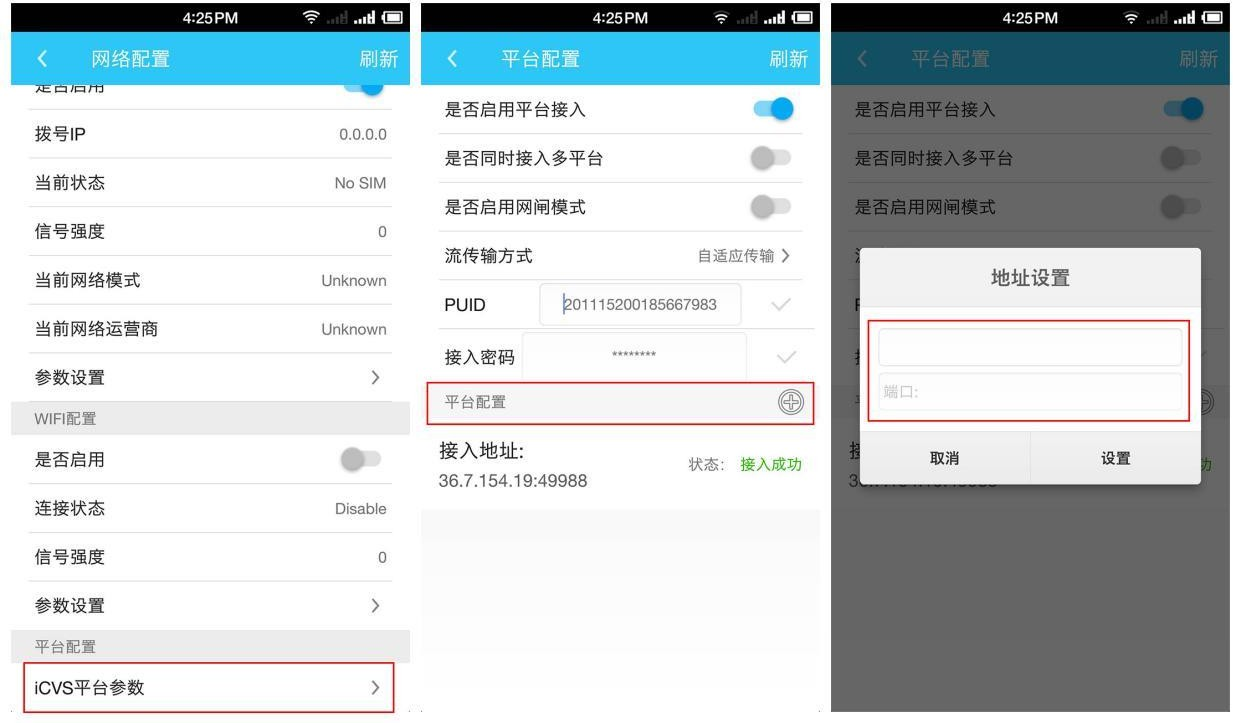 4:25PM
网络配置 刷新
是否启用
拨号IP 0.0.0.0
当前状态 No SIM
信号强度 0
当前网络模式 Unknown
当前网络运营商 Unknown
参数设置
WIFI配置
是否启用
连接状态 Disable
信号强度 0
参数设置
平台配置
iCVS平台参数
4:25PM
平台配置 刷新
是否启用平台接入
是否同时接入多平台
是否启用网闸模式
流传输方式 自适应传输
PUID 201115200185667983
接入密码 ********
平台配置
接入地址:
状态: 接入成功
36.7.154.19:49988
4:25PM
平台配置 刷新
是否启用平台接入
是否同时接入多平台
是否启用网闸模式
地址设置
端口:
取消 设置